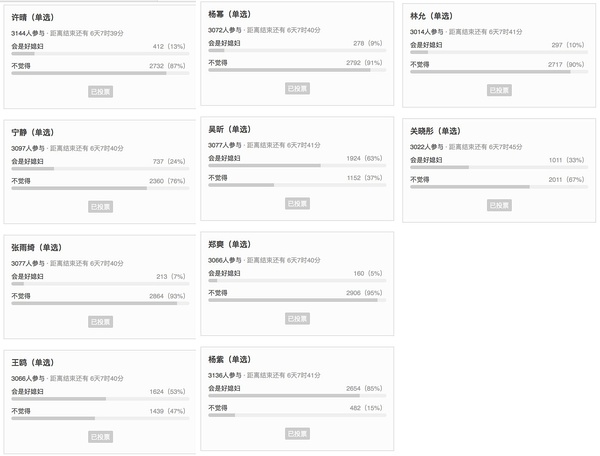 许晴（单选）
3144人参与 · 距离结束还有 6天7时39分
会是好媳妇 412（13%）
不觉得 2732（87%）
已投票
宁静（单选）
3097人参与 · 距离结束还有 6天7时40分
会是好媳妇 737（24%）
不觉得 2360（76%）
已投票
张雨绮（单选）
3077人参与 · 距离结束还有 6天7时40分
会是好媳妇 213（7%）
不觉得 2864（93%）
已投票
王鸥（单选）
3066人参与 · 距离结束还有 6天7时40分
会是好媳妇 1624（53%）
不觉得 1439（47%）
已投票
杨幂（单选）
3072人参与 · 距离结束还有 6天7时40分
会是好媳妇 278（9%）
不觉得 2792（91%）
已投票
吴昕（单选）
3077人参与 · 距离结束还有 6天7时41分
会是好媳妇 1924（63%）
不觉得 1152（37%）
已投票
郑爽（单选）
3066人参与 · 距离结束还有 6天7时40分
会是好媳妇 160（5%）
不觉得 2906（95%）
已投票
杨紫（单选）
3136人参与 · 距离结束还有 6天7时41分
会是好媳妇 2654（85%）
不觉得 482（15%）
已投票
林允（单选）
3014人参与 · 距离结束还有 6天7时41分
会是好媳妇 297（10%）
不觉得 2717（90%）
已投票
关晓彤（单选）
3022人参与 · 距离结束还有 6天7时45分
会是好媳妇 1011（33%）
不觉得 2011（67%）
已投票